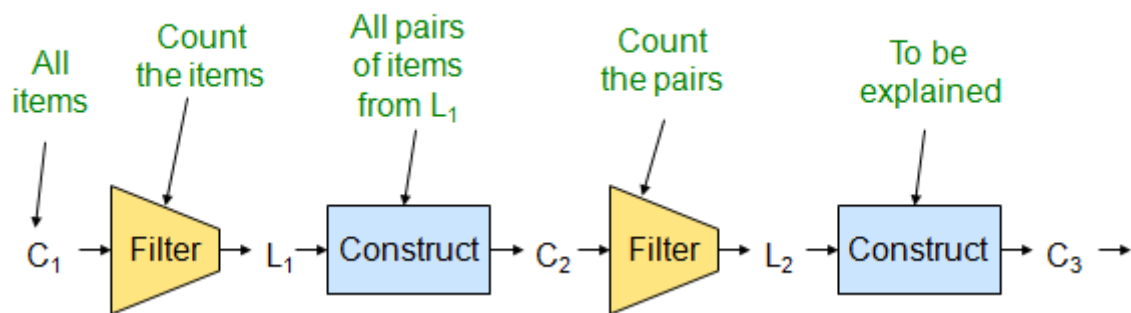 All
items
Count
the items
All pairs
of items
from L₁
Count
the pairs
To be
explained
C₁ Filter L₁ Construct C₂ Filter L₂ Construct C₃